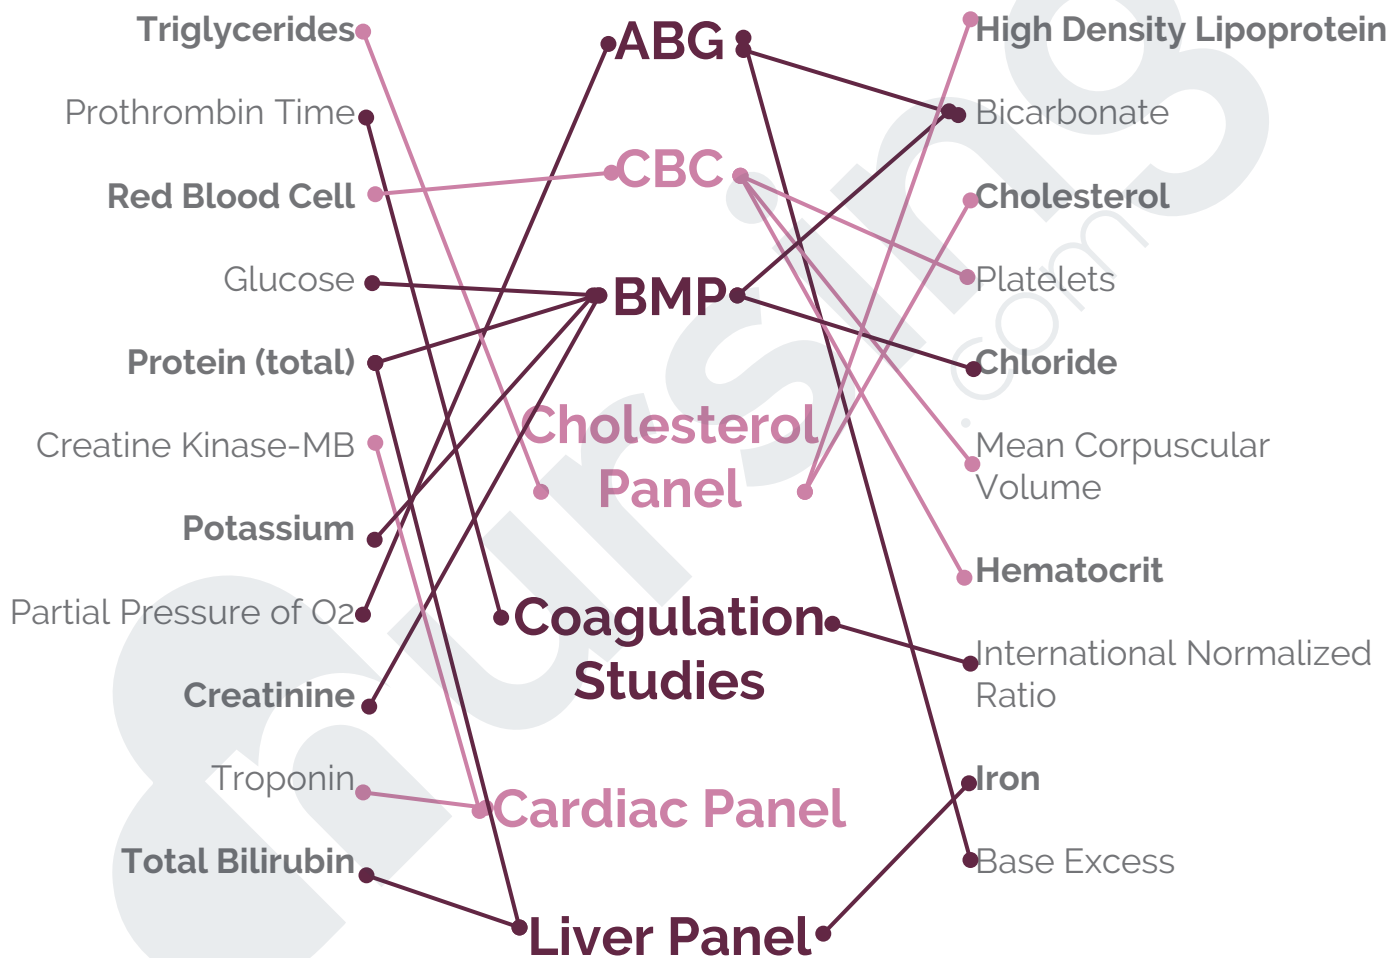 Triglycerides
Prothrombin Time
Red Blood Cell
Glucose
Protein (total)
Creatine Kinase-MB
Potassium
Partial Pressure of O2
Creatinine
Troponin
Total Bilirubin
ABG
CBC
BMP
Cholesterol
Panel
Coagulation
Studies
Cardiac Panel
Liver Panel
High Density Lipoprotein
Bicarbonate
Cholesterol
Platelets
Chloride
Mean Corpuscular
Volume
Hematocrit
International Normalized
Ratio
Iron
Base Excess
nursing
.com